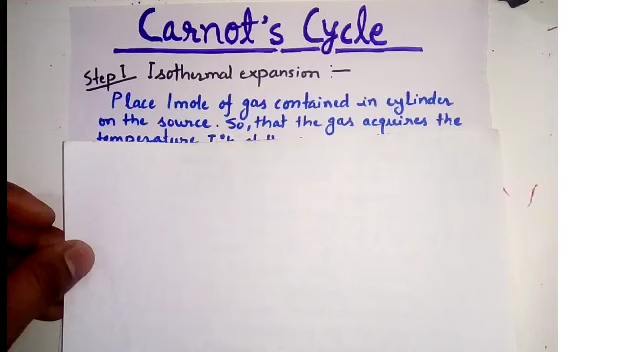 Carnot's Cycle
Step I Isothermal expansion :-
Place 1mole of gas contained in cylinder
on the source. So, that the gas acquires the
temperature